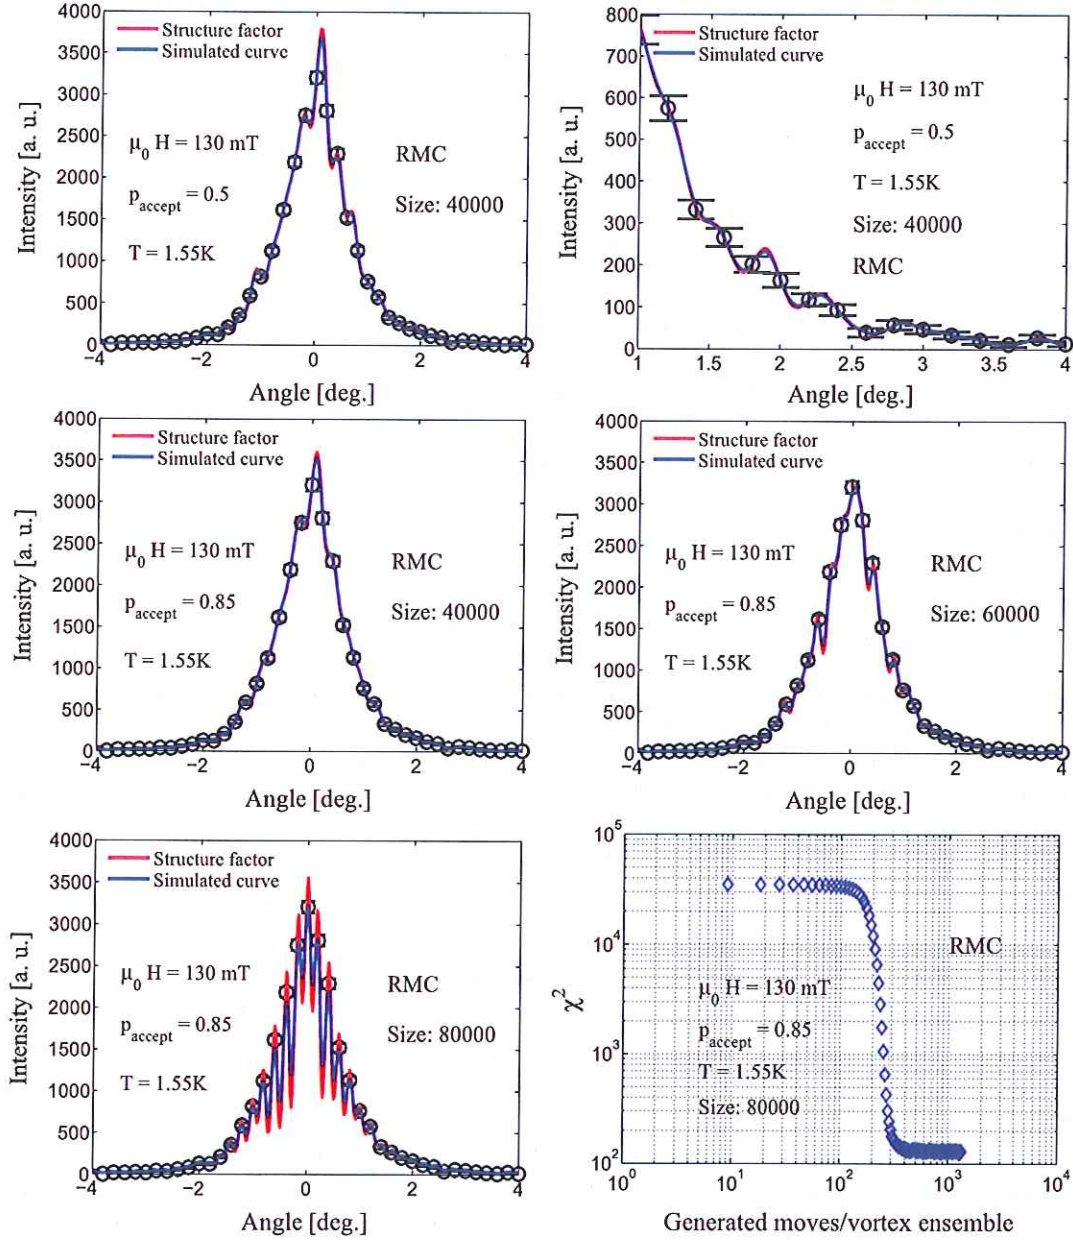 4000
3500
3000
2500
2000
1500
1000
500
0
−4
−2
0
2
4
Intensity [a. u.]
Angle [deg.]
Structure factor
Simulated curve
μ0 H = 130 mT
paccept = 0.5
T = 1.55K
RMC
Size: 40000
800
700
600
500
400
300
200
100
0
1
1.5
2
2.5
3
3.5
4
Intensity [a. u.]
Angle [deg.]
Structure factor
Simulated curve
μ0 H = 130 mT
paccept = 0.5
T = 1.55K
Size: 40000
RMC
4000
3500
3000
2500
2000
1500
1000
500
0
−4
−2
0
2
4
Intensity [a. u.]
Angle [deg.]
Structure factor
Simulated curve
μ0 H = 130 mT
paccept = 0.85
T = 1.55K
RMC
Size: 40000
4000
3500
3000
2500
2000
1500
1000
500
0
−4
−2
0
2
4
Intensity [a. u.]
Angle [deg.]
Structure factor
Simulated curve
μ0 H = 130 mT
paccept = 0.85
T = 1.55K
RMC
Size: 60000
4000
3500
3000
2500
2000
1500
1000
500
0
−4
−2
0
2
4
Intensity [a. u.]
Angle [deg.]
Structure factor
Simulated curve
μ0 H = 130 mT
paccept = 0.85
T = 1.55K
RMC
Size: 80000
10^5
10^4
10^3
10^2
10^0
10^1
10^2
10^3
10^4
χ^2
Generated moves/vortex ensemble
RMC
μ0 H = 130 mT
paccept = 0.85
T = 1.55K
Size: 80000